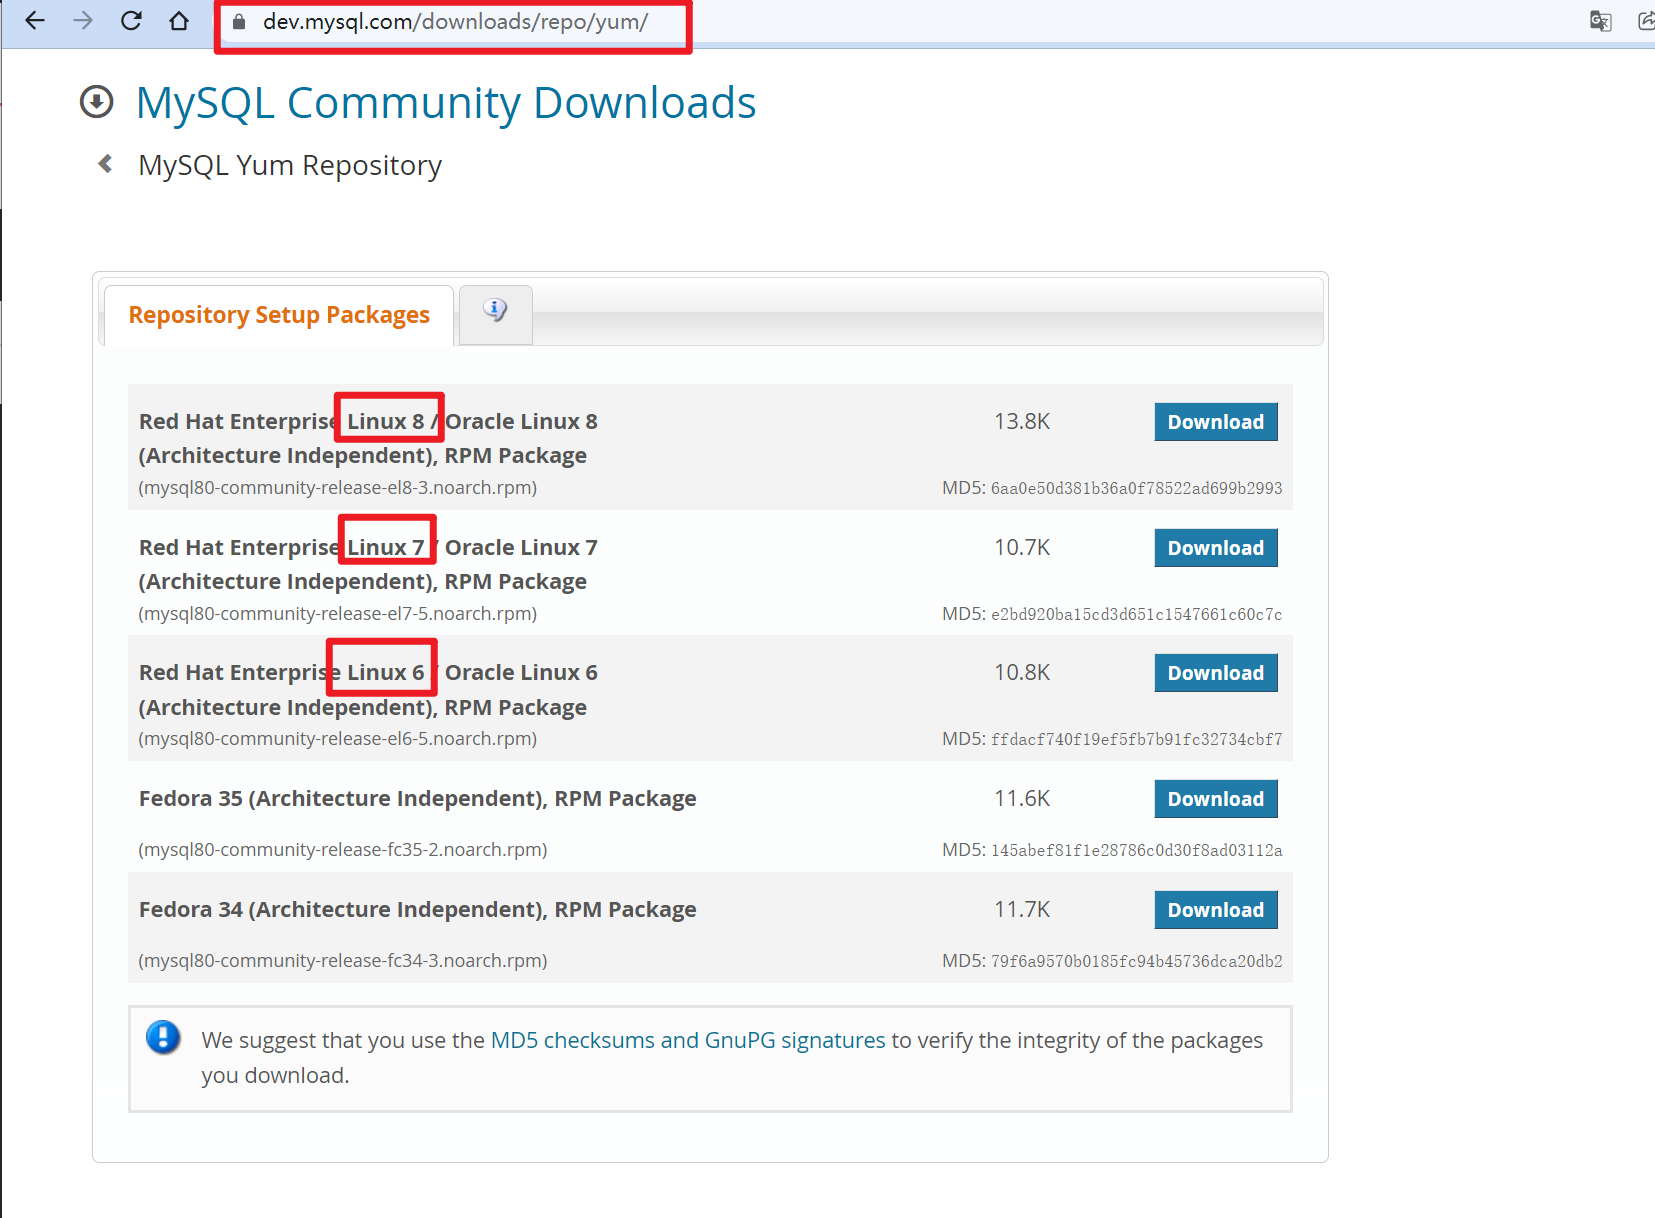 dev.mysql.com/downloads/repo/yum/
MySQL Community Downloads
MySQL Yum Repository
Repository Setup Packages
Red Hat Enterprise Linux 8 / Oracle Linux 8 13.8K Download
(Architecture Independent), RPM Package
(mysql80-community-release-el8-3.noarch.rpm) MD5: 6aa0e50d381b36a0f78522ad699b2993
Red Hat Enterprise Linux 7 / Oracle Linux 7 10.7K Download
(Architecture Independent), RPM Package
(mysql80-community-release-el7-5.noarch.rpm) MD5: e2bd920ba15cd3d651c1547661c60c7c
Red Hat Enterprise Linux 6 / Oracle Linux 6 10.8K Download
(Architecture Independent), RPM Package
(mysql80-community-release-el6-5.noarch.rpm) MD5: ffdacf740f19ef5fb7b91fc32734cbf7
Fedora 35 (Architecture Independent), RPM Package 11.6K Download
(mysql80-community-release-fc35-2.noarch.rpm) MD5: 145abef81f1e28786c0d30f8ad03112a
Fedora 34 (Architecture Independent), RPM Package 11.7K Download
(mysql80-community-release-fc34-3.noarch.rpm) MD5: 79f6a9570b0185fc94b45736dca20db2
We suggest that you use the MD5 checksums and GnuPG signatures to verify the integrity of the packages
you download.